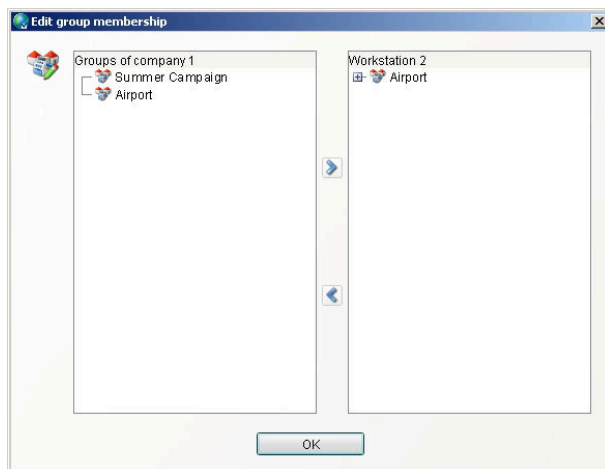 Edit group membership
Groups of company 1
Summer Campaign
Airport
Workstation 2
Airport
OK